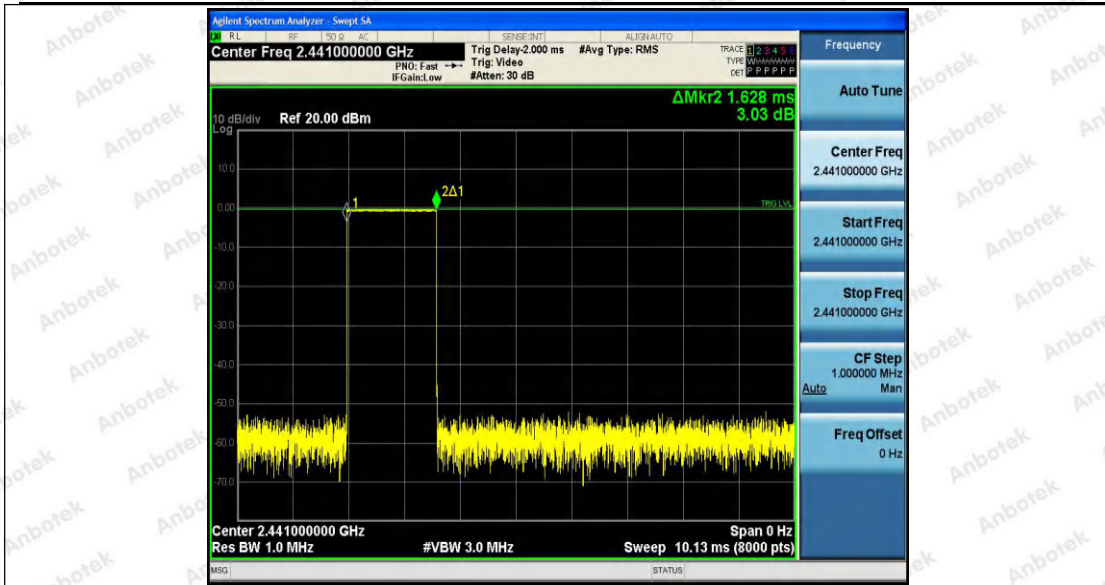 Agilent Spectrum Analyzer - Swept SA
RL RF 50 Ω AC SENSE:INT ALIGN AUTO
Center Freq 2.441000000 GHz
PNO: Fast
IFGain:Low
Trig Delay-2.000 ms
Trig: Video
#Atten: 30 dB
#Avg Type: RMS
TRACE 1 2 3 4 5 6
TYPE
DET P P P P P P
ΔMkr2 1.628 ms
3.03 dB
10 dB/div Ref 20.00 dBm
Log
10.0
0.00
-10.0
-20.0
-30.0
-40.0
-50.0
-60.0
-70.0
1
2Δ1
TRIG LVL
Center 2.441000000 GHz Span 0 Hz
Res BW 1.0 MHz #VBW 3.0 MHz Sweep 10.13 ms (8000 pts)
MSG STATUS
Frequency
Auto Tune
Center Freq
2.441000000 GHz
Start Freq
2.441000000 GHz
Stop Freq
2.441000000 GHz
CF Step
1.000000 MHz
Auto Man
Freq Offset
0 Hz
Anbotek